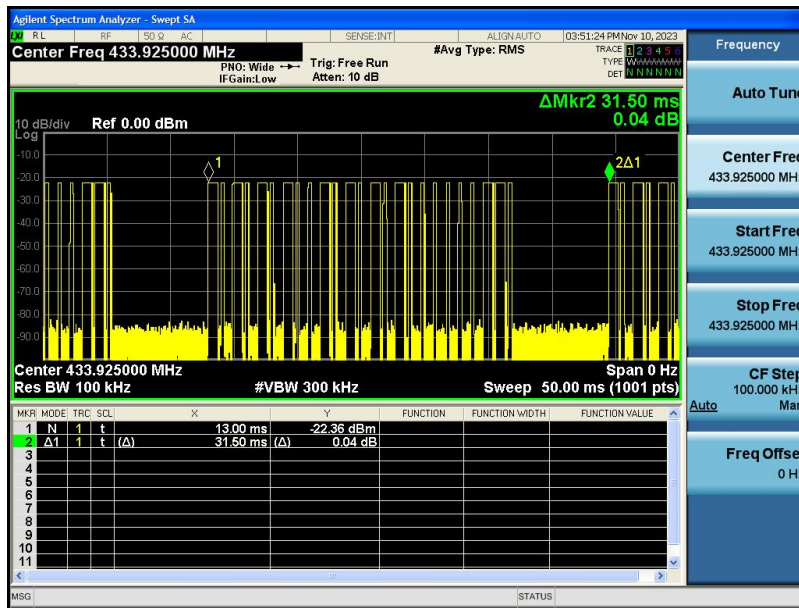 Agilent Spectrum Analyzer - Swept SA
LXI RL RF 50 Ω AC SENSE:INT ALIGN AUTO 03:51:24 PM Nov 10, 2023
Center Freq 433.925000 MHz
#Avg Type: RMS
TRACE 1 2 3 4 5 6
TYPE W
DET N N N N N N
PNO: Wide
IFGain:Low
Trig: Free Run
Atten: 10 dB
ΔMkr2 31.50 ms
0.04 dB
10 dB/div Ref 0.00 dBm
Log
-10.0
-20.0
-30.0
-40.0
-50.0
-60.0
-70.0
-80.0
-90.0
1
2Δ1
Center 433.925000 MHz Span 0 Hz
Res BW 100 kHz #VBW 300 kHz Sweep 50.00 ms (1001 pts)
MKR MODE TRC SCL X Y FUNCTION FUNCTION WIDTH FUNCTION VALUE
1 N 1 t 13.00 ms -22.36 dBm
2 Δ1 1 t (Δ) 31.50 ms (Δ) 0.04 dB
3
4
5
6
7
8
9
10
11
MSG STATUS
Frequency
Auto Tune
Center Freq
433.925000 MH
Start Freq
433.925000 MH
Stop Freq
433.925000 MH
CF Step
100.000 kH
Auto Man
Freq Offse
0 H